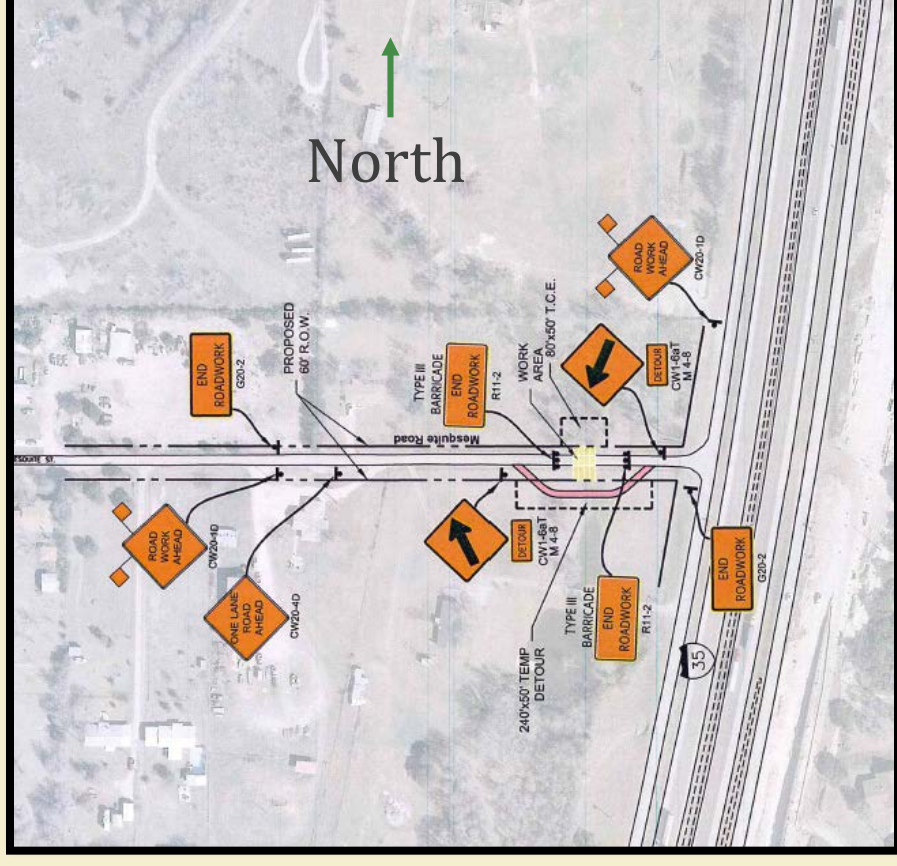 North
ROAD
WORK
AHEAD
CW20-1D
END
ROADWORK
G20-2
PROPOSED
60' R.O.W.
TYPE III
BARRICADE
END
ROADWORK
R11-2
WORK
AREA
80'x50' T.C.E.
DETOUR
CW1-6aT
M 4-8
Mesquite Road
ROAD
WORK
AHEAD
CW20-1D
ONE LANE
ROAD
AHEAD
CW20-4D
DETOUR
CW1-6aT
M 4-8
240'x50' TEMP
DETOUR
TYPE III
BARRICADE
END
ROADWORK
R11-2
END
ROADWORK
G20-2
35